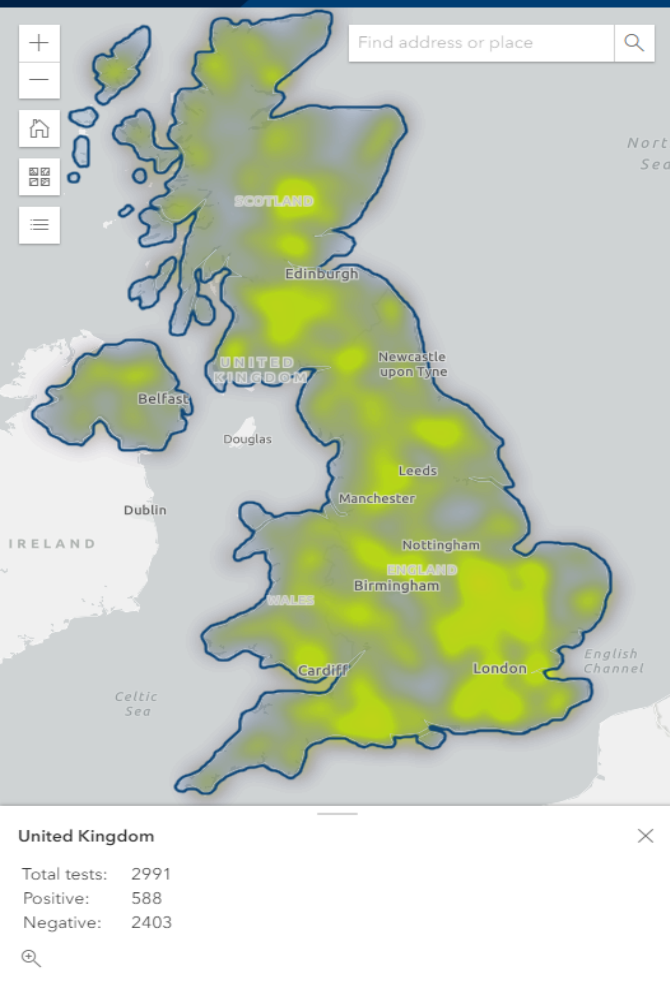 Find address or place
Nort
Sea
SCOTLAND
Edinburgh
UNITED
KINGDOM
Newcastle
upon Tyne
Belfast
Douglas
Leeds
Manchester
Dublin
IRELAND
Nottingham
ENGLAND
Birmingham
WALES
English
Channel
London
Cardiff
Celtic
Sea
United Kingdom
Total tests: 2991
Positive: 588
Negative: 2403